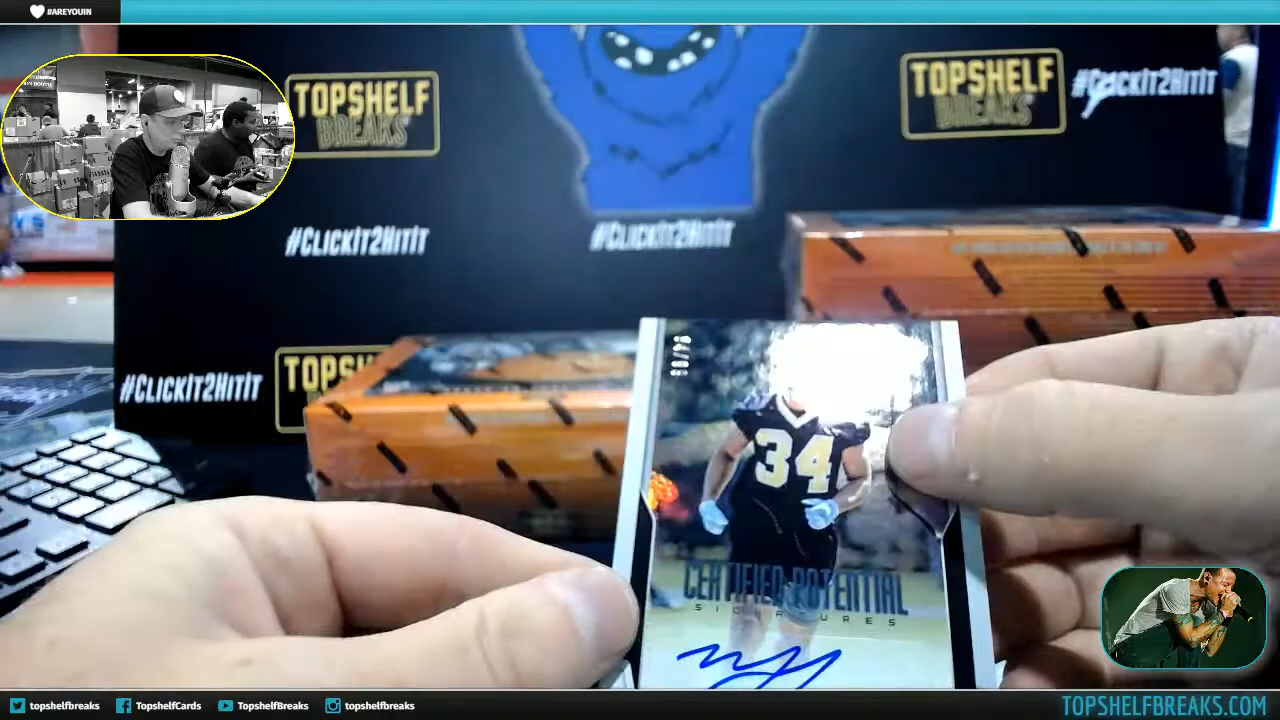 #AREYOUIN
TOPSHELF
BREAKS
TOPSHELF
BREAKS
#CLICKIT2HITIT
#CLICKIT2HITIT
#CLICKIT2HITIT
#CLICKIT2HITIT
TOPS
34
CERTIFIED POTENTIAL
SIGNATURES
topshelfbreaks
TopshelfCards
TopshelfBreaks
topshelfbreaks
TOPSHELFBREAKS.COM